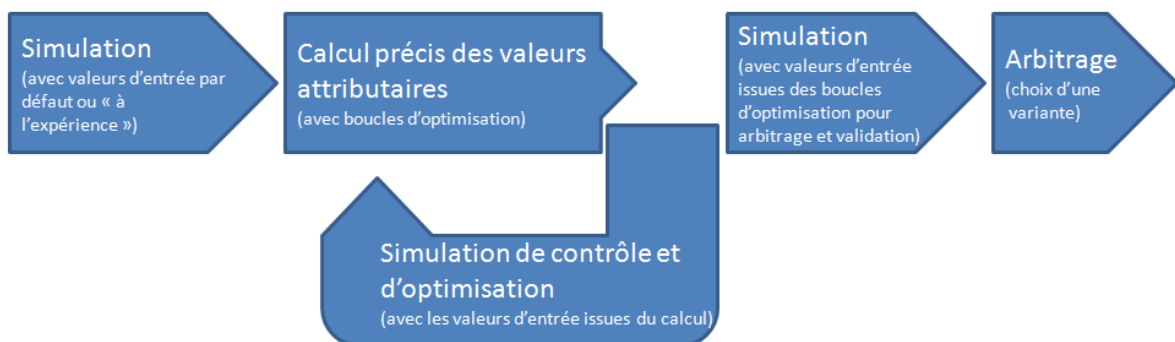 Simulation
(avec valeurs d'entrée par
défaut ou « à
l'expérience »)
Calcul précis des valeurs
attributaires
(avec boucles d'optimisation)
Simulation
(avec valeurs d'entrée
issues des boucles
d'optimisation pour
arbitrage et validation)
Arbitrage
(choix d'une
variante)
Simulation de contrôle et
d'optimisation
(avec les valeurs d'entrée issues du calcul)